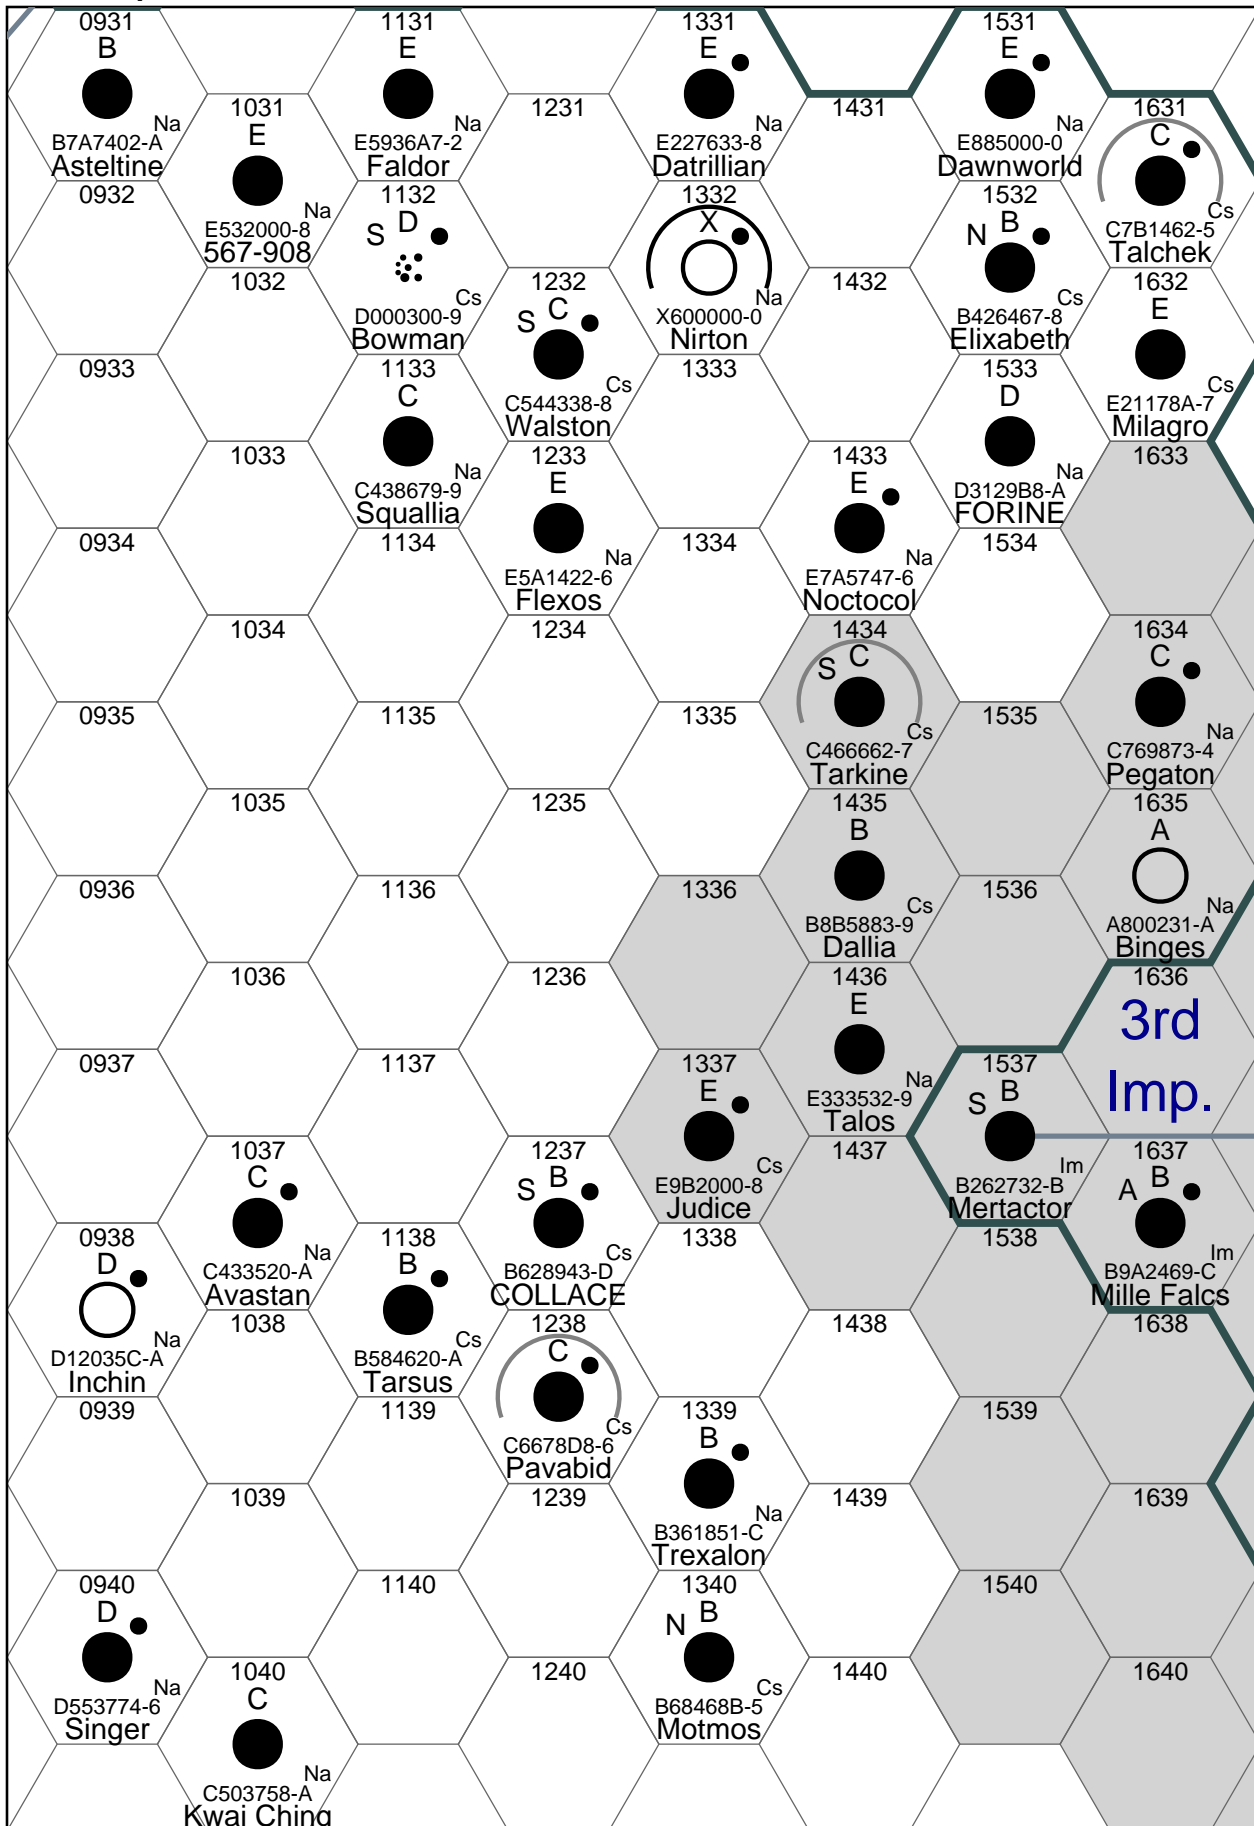 0931
B
Na
B7A7402-A
Asteltine
1131
E
Na
E5936A7-2
Faldor
1331
E
Na
E227633-8
Datrillian
1531
E
Na
E885000-0
Dawnworld
1031
E
Na
E532000-8
567-908
1231
1431
1631
C
Cs
C7B1462-5
Talchek
0932
1132
S D
Cs
D000300-9
Bowman
1332
X
Na
X600000-0
Nirton
1532
N B
Cs
B426467-8
Elixabeth
1032
1232
S C
Cs
C544338-8
Walston
1432
1632
E
Cs
E21178A-7
Milagro
0933
1133
C
Na
C438679-9
Squallia
1333
1533
D
Na
D3129B8-A
FORINE
1033
1233
E
Na
E5A1422-6
Flexos
1433
E
Na
E7A5747-6
Noctocol
1633
0934
1134
1334
1534
1034
1234
1434
S C
Cs
C466662-7
Tarkine
1634
C
Na
C769873-4
Pegaton
0935
1135
1335
1535
1035
1235
1435
B
Cs
B8B5883-9
Dallia
1635
A
Na
A800231-A
Binges
0936
1136
1336
1536
1036
1236
1436
E
Na
E333532-9
Talos
1636
3rd
Imp.
0937
1137
1337
E
Cs
E9B2000-8
Judice
1537
S B
Im
B262732-B
Mertactor
1037
C
Na
C433520-A
Avastan
1237
S B
Cs
B628943-D
COLLACE
1437
1637
A B
Im
B9A2469-C
Mille Falcs
0938
D
Na
D12035C-A
Inchin
1138
B
Cs
B584620-A
Tarsus
1338
1538
1038
1238
C
Cs
C6678D8-6
Pavabid
1438
1638
0939
1139
1339
B
Na
B361851-C
Trexalon
1539
1039
1239
1439
1639
0940
D
Na
D553774-6
Singer
1140
1340
N B
Cs
B68468B-5
Motmos
1540
1040
C
Na
C503758-A
Kwai Ching
1240
1440
1640